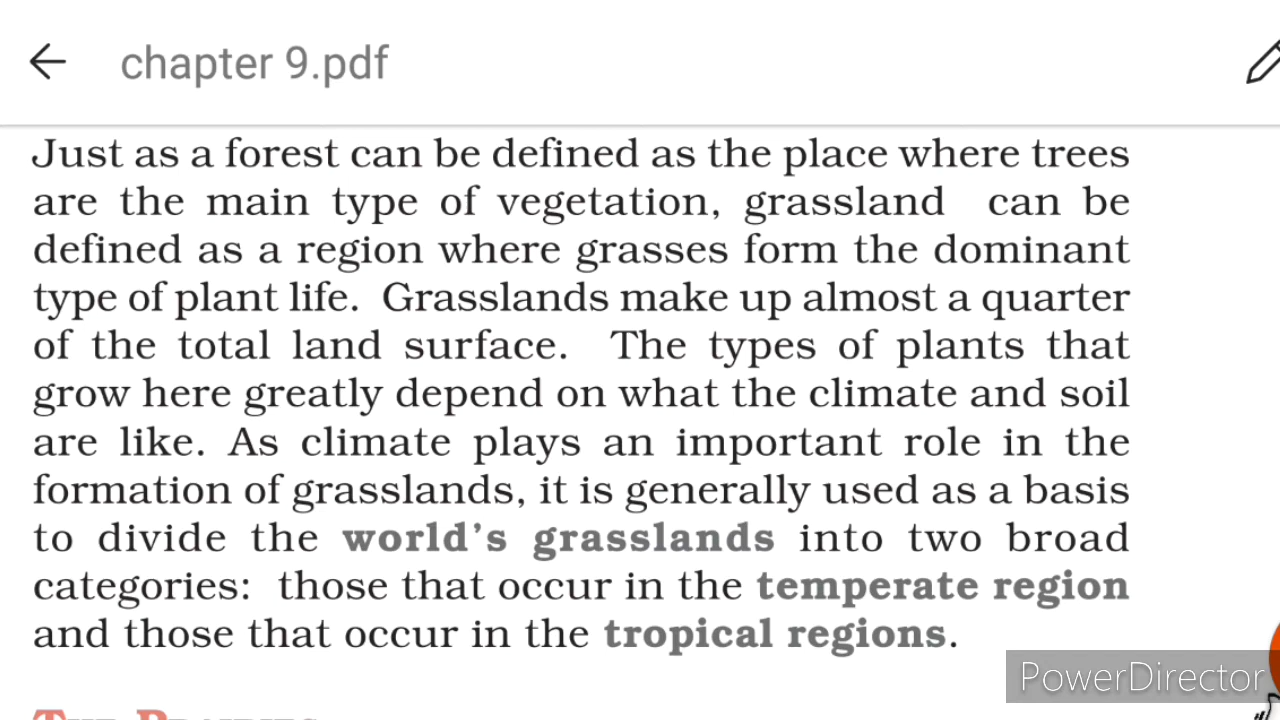 chapter 9.pdf
Just as a forest can be defined as the place where trees
are the main type of vegetation, grassland can be
defined as a region where grasses form the dominant
type of plant life. Grasslands make up almost a quarter
of the total land surface. The types of plants that
grow here greatly depend on what the climate and soil
are like. As climate plays an important role in the
formation of grasslands, it is generally used as a basis
to divide the world's grasslands into two broad
categories: those that occur in the temperate region
and those that occur in the tropical regions.
PowerDirector